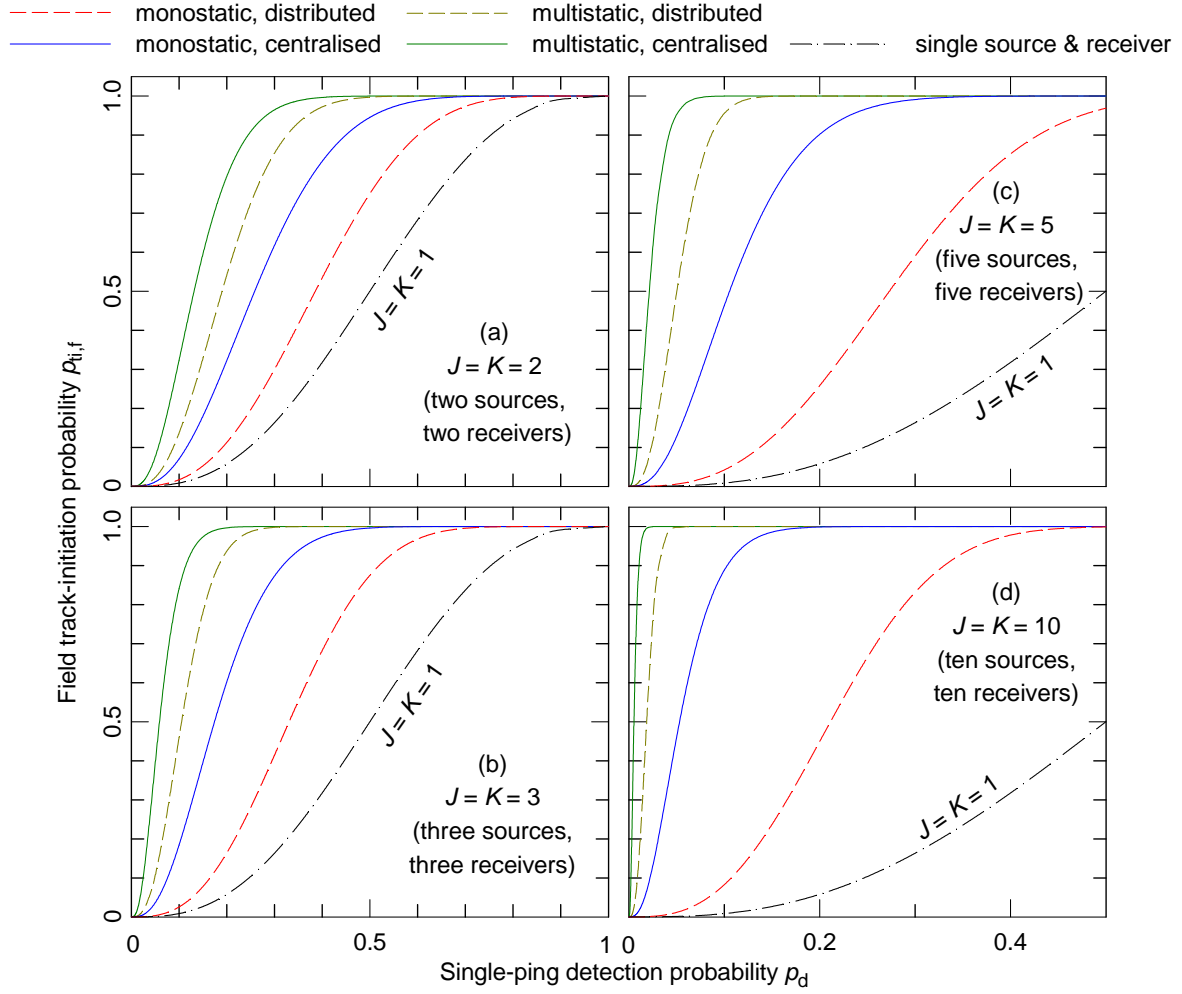 monostatic, distributed
multistatic, distributed
monostatic, centralised
multistatic, centralised
single source & receiver
Field track-initiation probability p_ti,f
1.0
0.5
0
J = K = 1
(a)
J = K = 2
(two sources,
two receivers)
(c)
J = K = 5
(five sources,
five receivers)
J = K = 1
1.0
0.5
0
J = K = 1
(b)
J = K = 3
(three sources,
three receivers)
(d)
J = K = 10
(ten sources,
ten receivers)
J = K = 1
0
0.5
1
0
0.2
0.4
Single-ping detection probability p_d